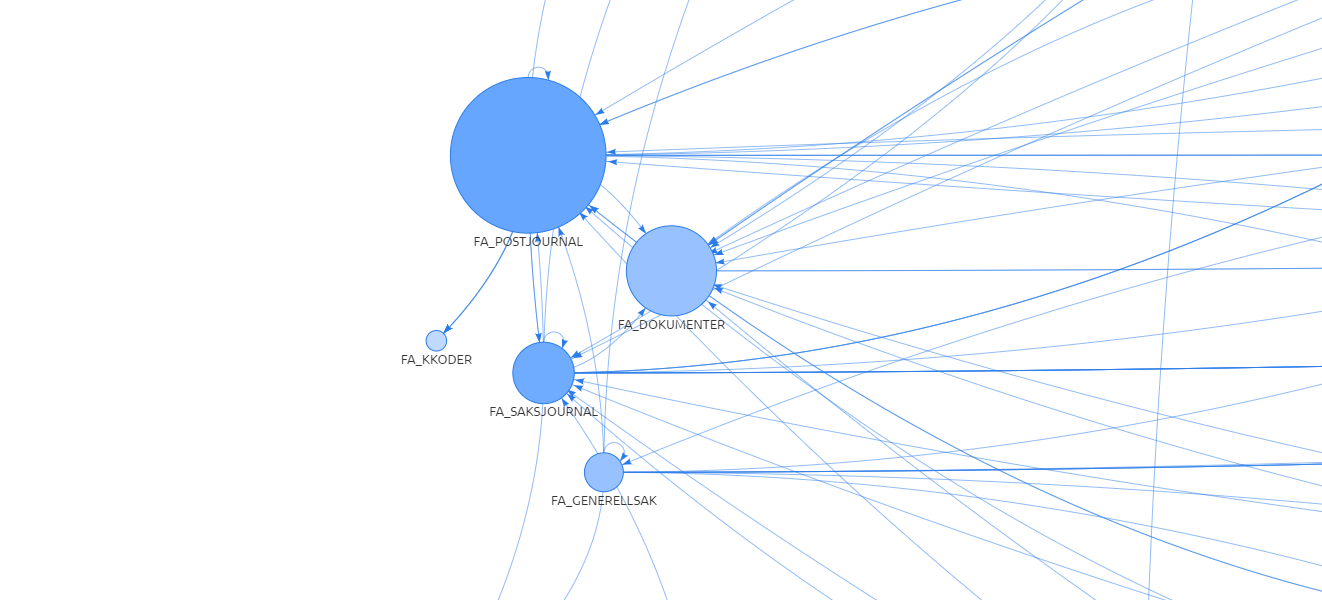 FA_POSTJOURNAL
FA_DOKUMENTER
FA_KKODER
FA_SAKSJOURNAL
FA_GENERELLSAK